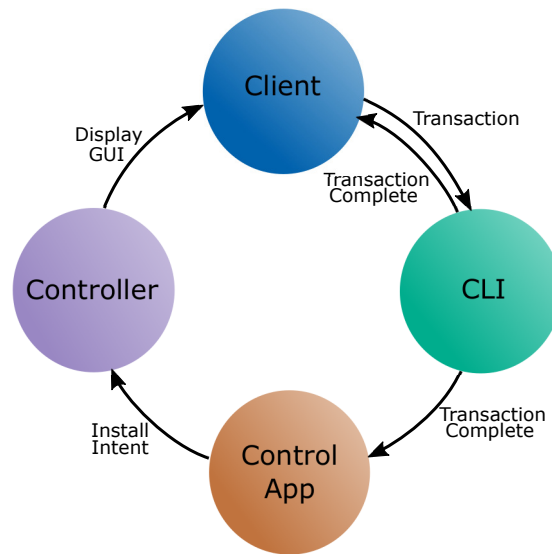 Client
Transaction
Display
GUI
Transaction
Complete
Controller
CLI
Transaction
Complete
Install
Intent
Control
App